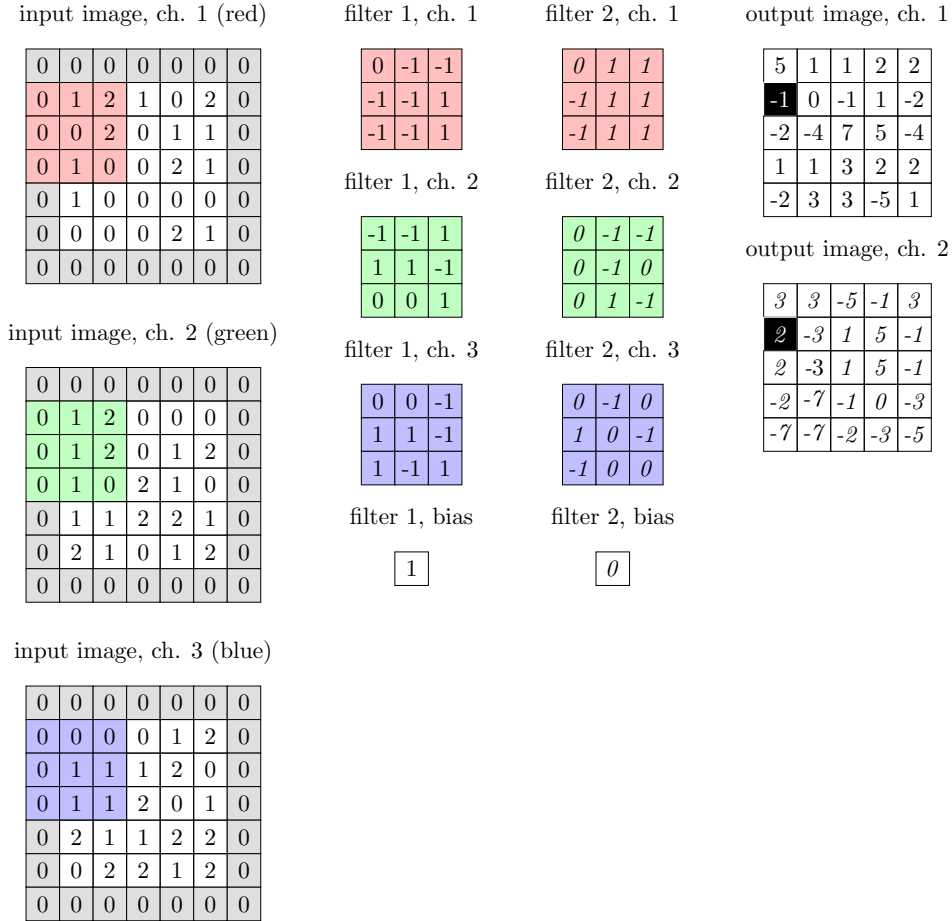 input image, ch. 1 (red)
0 0 0 0 0 0 0
0 1 2 1 0 2 0
0 0 2 0 1 1 0
0 1 0 0 2 1 0
0 1 0 0 0 0 0
0 0 0 0 2 1 0
0 0 0 0 0 0 0
input image, ch. 2 (green)
0 0 0 0 0 0 0
0 1 2 0 0 0 0
0 1 2 0 1 2 0
0 1 0 2 1 0 0
0 1 1 2 2 1 0
0 2 1 0 1 2 0
0 0 0 0 0 0 0
input image, ch. 3 (blue)
0 0 0 0 0 0 0
0 0 0 0 1 2 0
0 1 1 1 2 0 0
0 1 1 2 0 1 0
0 2 1 1 2 2 0
0 0 2 2 1 2 0
0 0 0 0 0 0 0
filter 1, ch. 1
0 -1 -1
-1 -1 1
-1 -1 1
filter 1, ch. 2
-1 -1 1
1 1 -1
0 0 1
filter 1, ch. 3
0 0 -1
1 1 -1
1 -1 1
filter 1, bias
1
filter 2, ch. 1
0 1 1
-1 1 1
-1 1 1
filter 2, ch. 2
0 -1 -1
0 -1 0
0 1 -1
filter 2, ch. 3
0 -1 0
1 0 -1
-1 0 0
filter 2, bias
0
output image, ch. 1
5 1 1 2 2
-1 0 -1 1 -2
-2 -4 7 5 -4
1 1 3 2 2
-2 3 3 -5 1
output image, ch. 2
3 3 -5 -1 3
2 -3 1 5 -1
2 -3 1 5 -1
-2 -7 -1 0 -3
-7 -7 -2 -3 -5